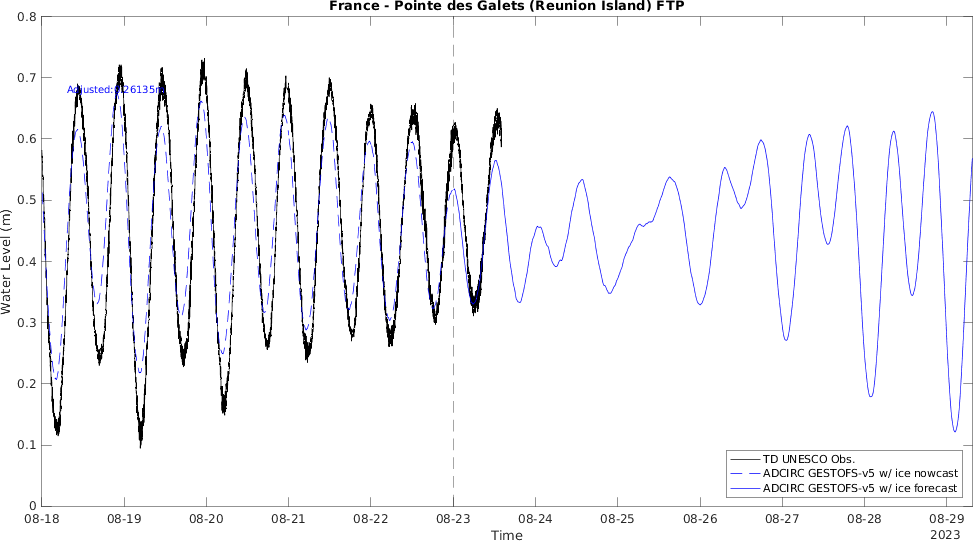 France - Pointe des Galets (Reunion Island) FTP
0.8
0.7
0.6
0.5
0.4
0.3
0.2
0.1
0
Water Level (m)
TD UNESCO Obs.
ADCIRC GESTOFS-v5 w/ ice nowcast
ADCIRC GESTOFS-v5 w/ ice forecast
08-18 08-19 08-20 08-21 08-22 08-23 08-24 08-25 08-26 08-27 08-28 08-29
2023
Time